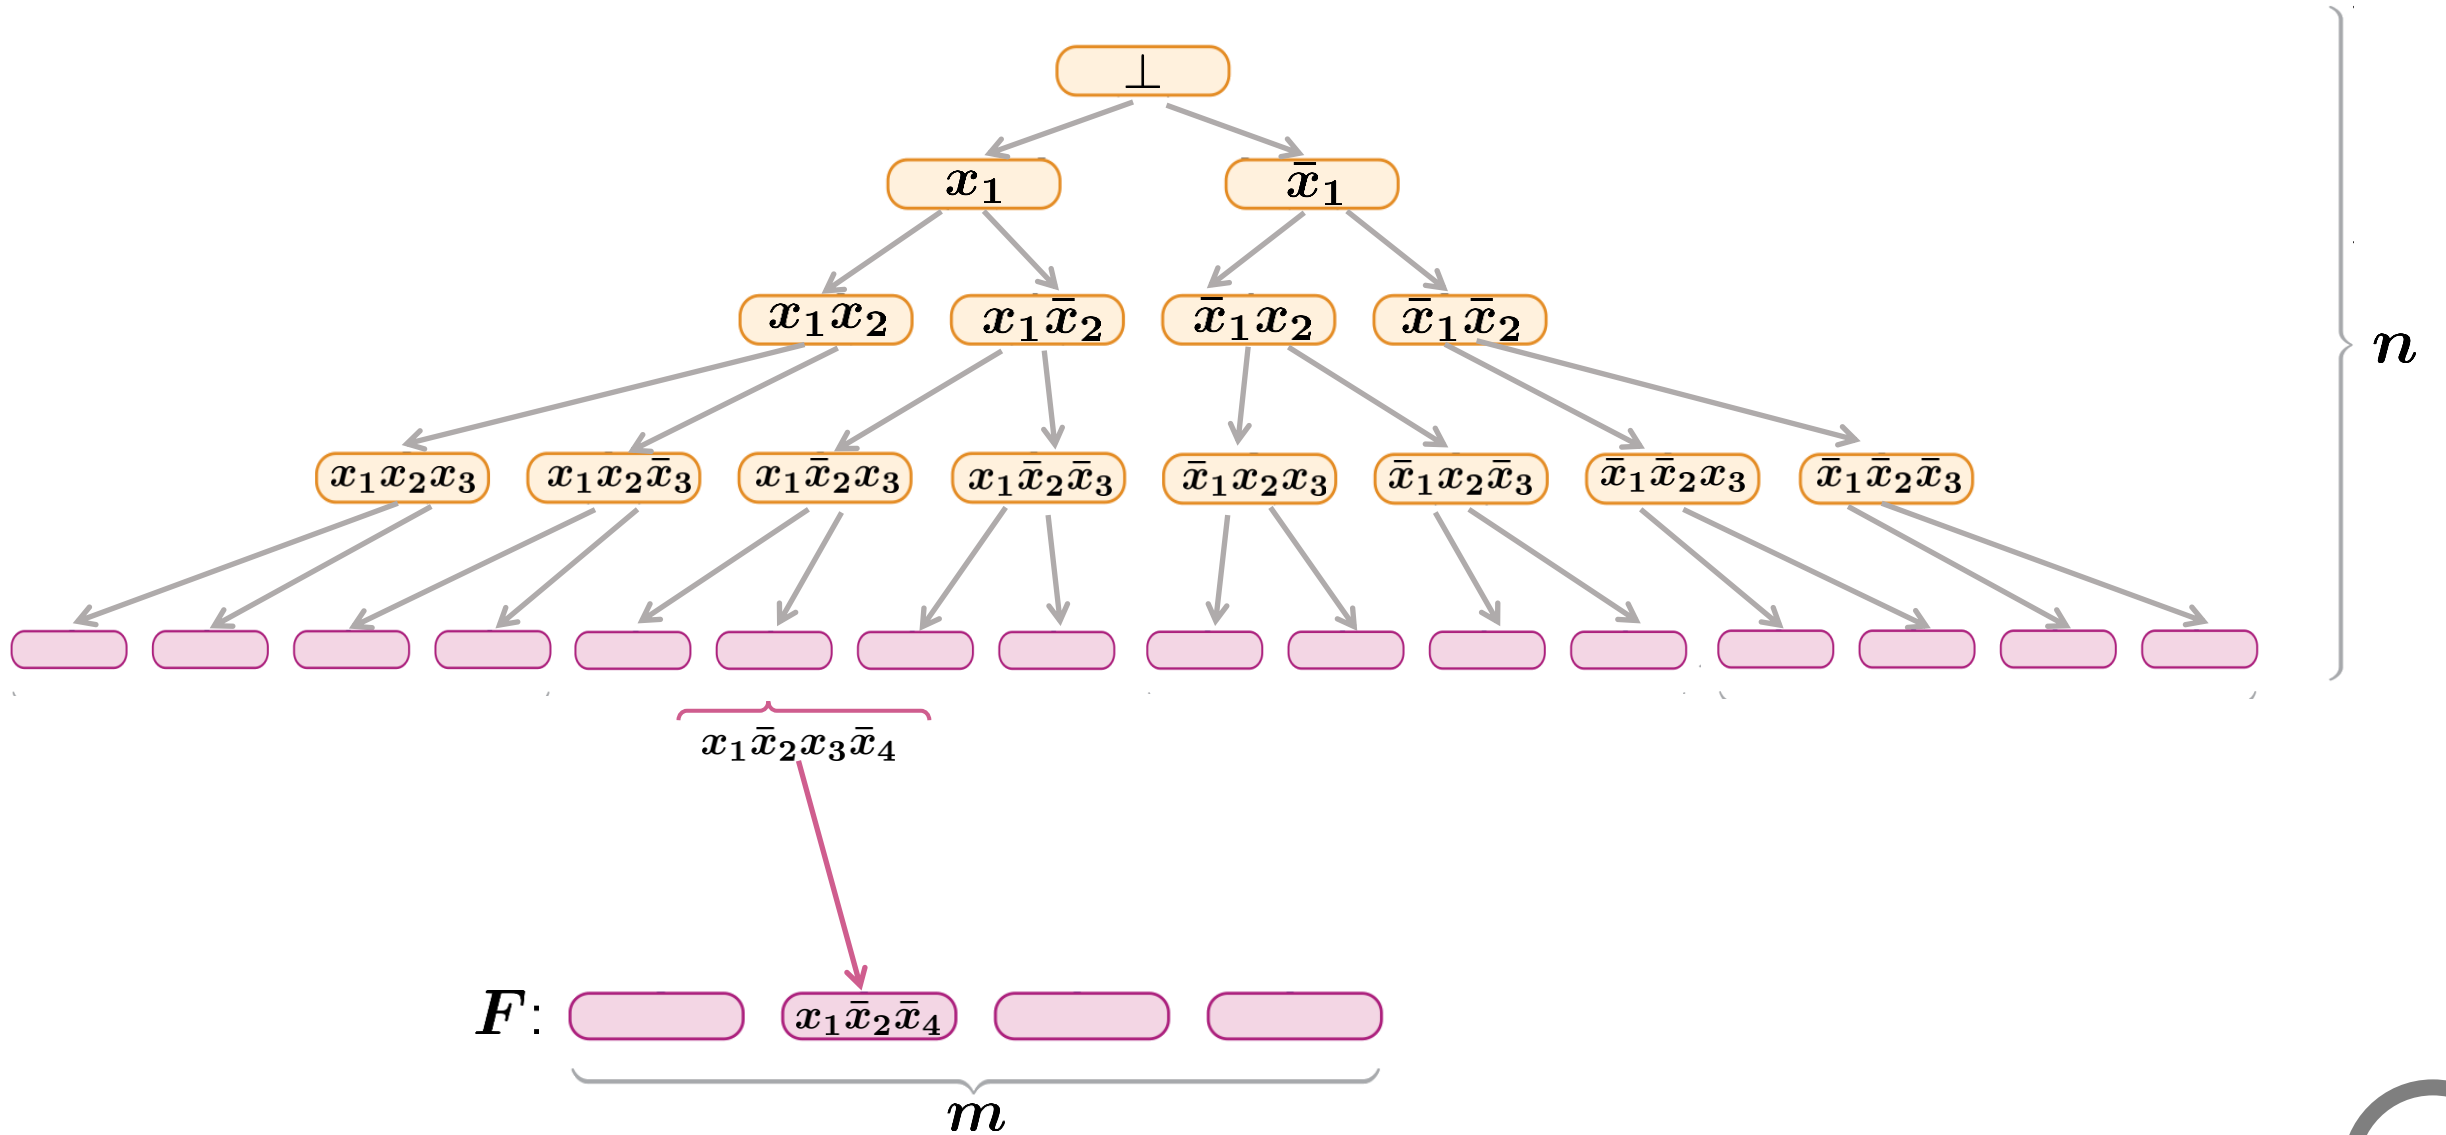 ⊥
x₁ x̄₁
x₁x₂ x₁x̄₂ x̄₁x₂ x̄₁x̄₂
n
x₁x₂x₃ x₁x₂x̄₃ x₁x̄₂x₃ x₁x̄₂x̄₃ x̄₁x₂x₃ x̄₁x₂x̄₃ x̄₁x̄₂x₃ x̄₁x̄₂x̄₃
x₁x̄₂x₃x̄₄
F: x₁x̄₂x̄₄
m